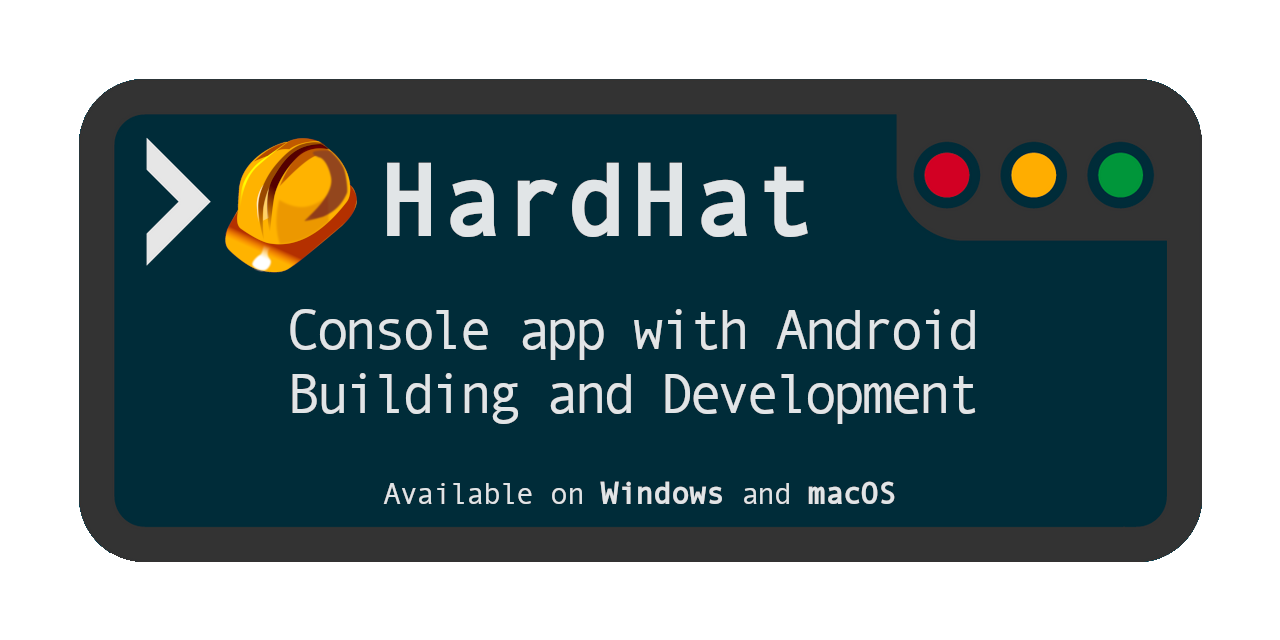 HardHat
Console app with Android
Building and Development
Available on Windows and macOS